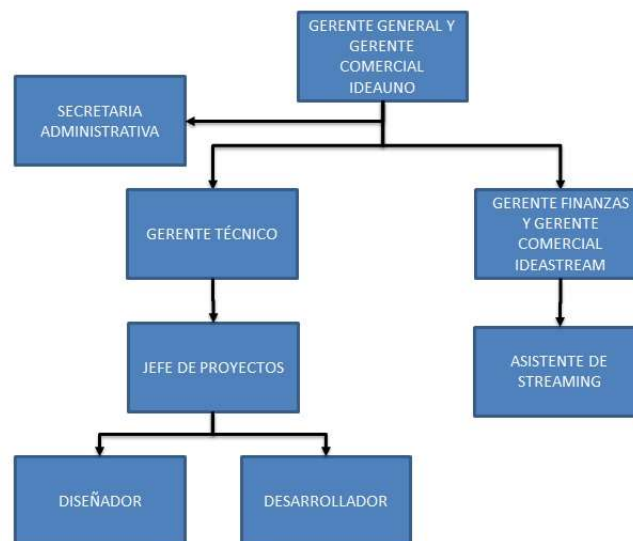 GERENTE GENERAL Y
GERENTE
COMERCIAL
IDEAUNO
SECRETARIA
ADMINISTRATIVA
GERENTE TÉCNICO
GERENTE FINANZAS
Y GERENTE
COMERCIAL
IDEASTREAM
JEFE DE PROYECTOS
ASISTENTE DE
STREAMING
DISEÑADOR
DESARROLLADOR